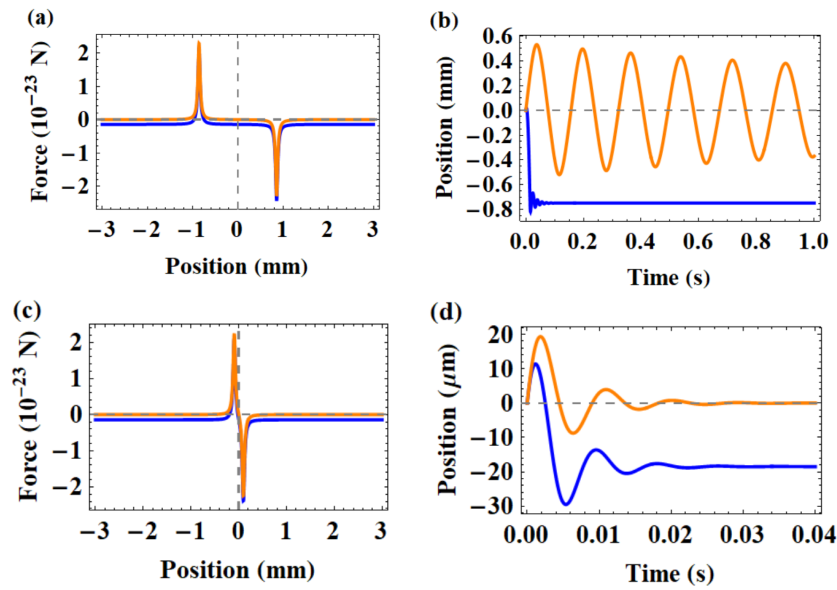 (a)
Force (10⁻²³ N)
2
1
0
−1
−2
−3 −2 −1 0 1 2 3
Position (mm)
(b)
Position (mm)
0.6
0.4
0.2
0.0
−0.2
−0.4
−0.6
−0.8
0.0 0.2 0.4 0.6 0.8 1.0
Time (s)
(c)
Force (10⁻²³ N)
2
1
0
−1
−2
−3 −2 −1 0 1 2 3
Position (mm)
(d)
Position (μm)
20
10
0
−10
−20
−30
0.00 0.01 0.02 0.03 0.04
Time (s)